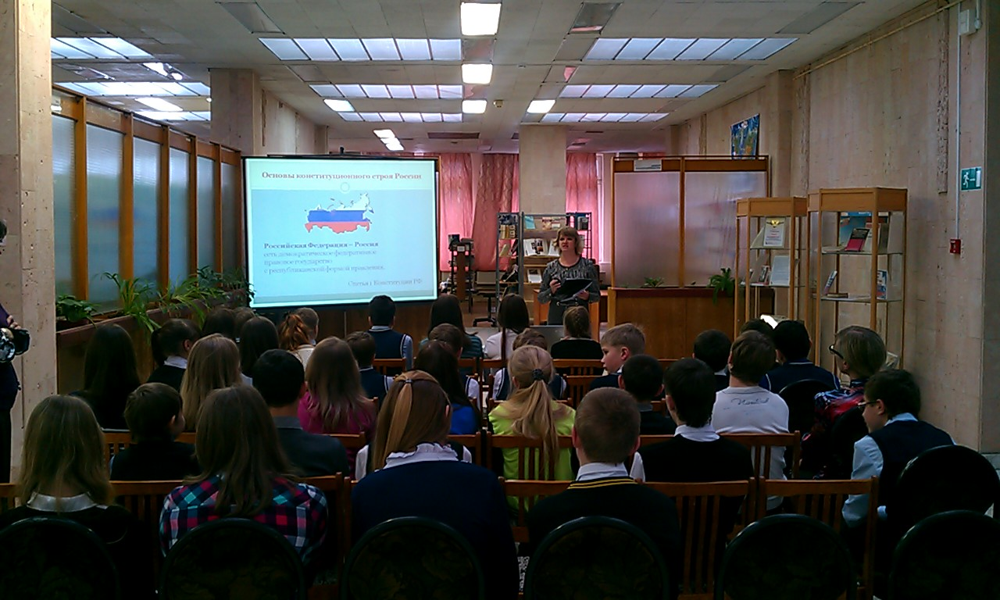 Основы конституционного строя России
Российская Федерация – Россия
есть демократическое федеративное
правовое государство
с республиканской формой правления.
Статья 1 Конституции РФ